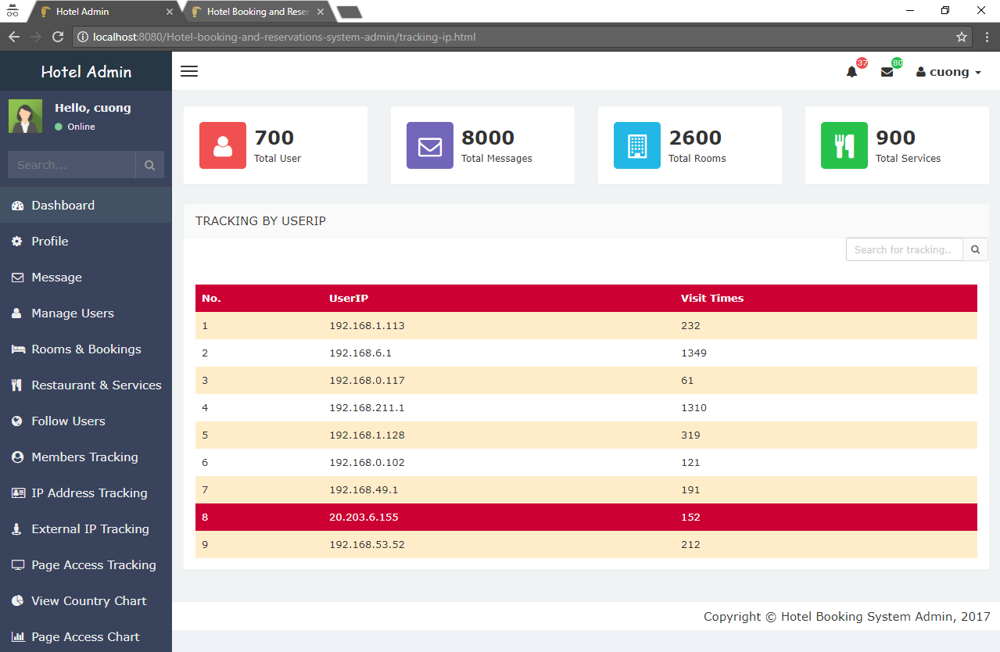 Hotel Admin
Hotel Booking and Reser
localhost:8080/Hotel-booking-and-reservations-system-admin/tracking-ip.html
Hotel Admin
37
80
cuong
Hello, cuong
Online
Search...
Dashboard
Profile
Message
Manage Users
Rooms & Bookings
Restaurant & Services
Follow Users
Members Tracking
IP Address Tracking
External IP Tracking
Page Access Tracking
View Country Chart
Page Access Chart
700
Total User
8000
Total Messages
2600
Total Rooms
900
Total Services
TRACKING BY USERIP
Search for tracking..
No. UserIP Visit Times
1 192.168.1.113 232
2 192.168.6.1 1349
3 192.168.0.117 61
4 192.168.211.1 1310
5 192.168.1.128 319
6 192.168.0.102 121
7 192.168.49.1 191
8 20.203.6.155 152
9 192.168.53.52 212
Copyright © Hotel Booking System Admin, 2017